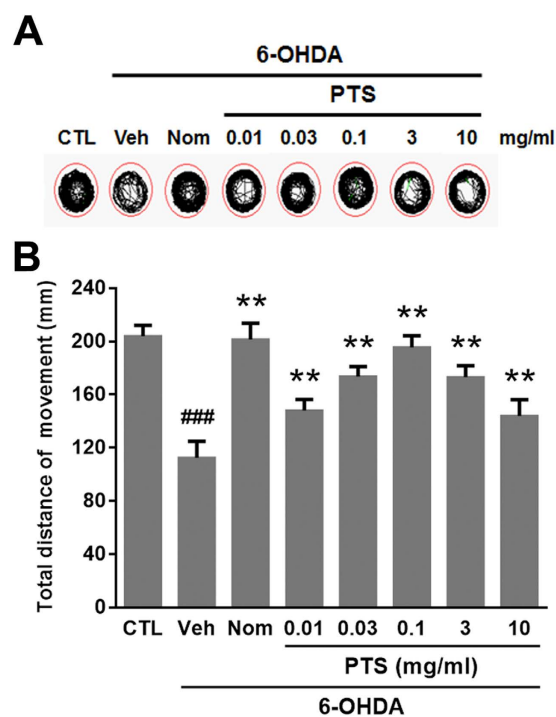 A
6-OHDA
PTS
CTL Veh Nom 0.01 0.03 0.1 3 10 mg/ml
B
Total distance of movement (mm)
240
200
160
120
80
40
0
###
**
**
**
**
**
**
CTL Veh Nom 0.01 0.03 0.1 3 10
PTS (mg/ml)
6-OHDA